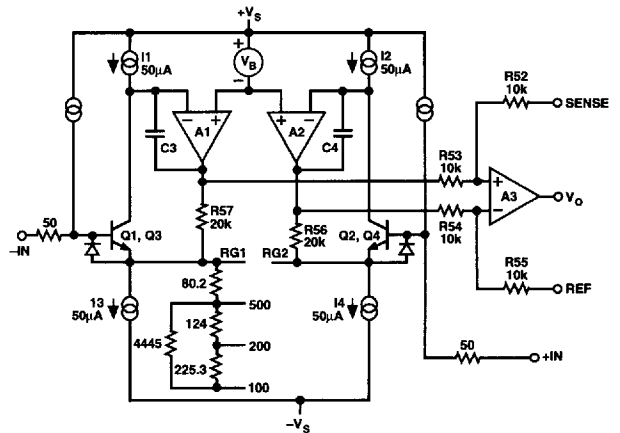 +VS
I1
50µA
+
VB
−
I2
50µA
− +
A1
+ −
A2
C3
C4
R52
10k
SENSE
R53
10k
+
A3
−
VO
R57
20k
R56
20k
R54
10k
50
−IN
Q1, Q3
RG1
RG2
Q2, Q4
R55
10k
REF
80.2
13
50µA
500
I4
50µA
4445
124
200
225.3
100
50
+IN
−VS